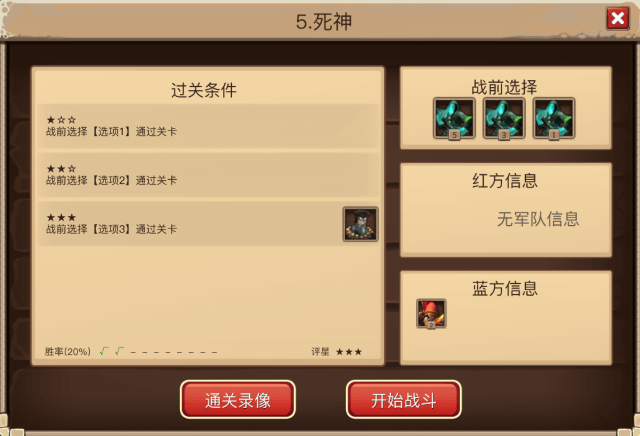 5.死神
过关条件
★☆☆
战前选择【选项1】通过关卡
★★☆
战前选择【选项2】通过关卡
★★★
战前选择【选项3】通过关卡
胜率(20%) √ √ – – – – – – – –
评星 ★★★
战前选择
5 3 1
红方信息
无军队信息
蓝方信息
2
通关录像
开始战斗